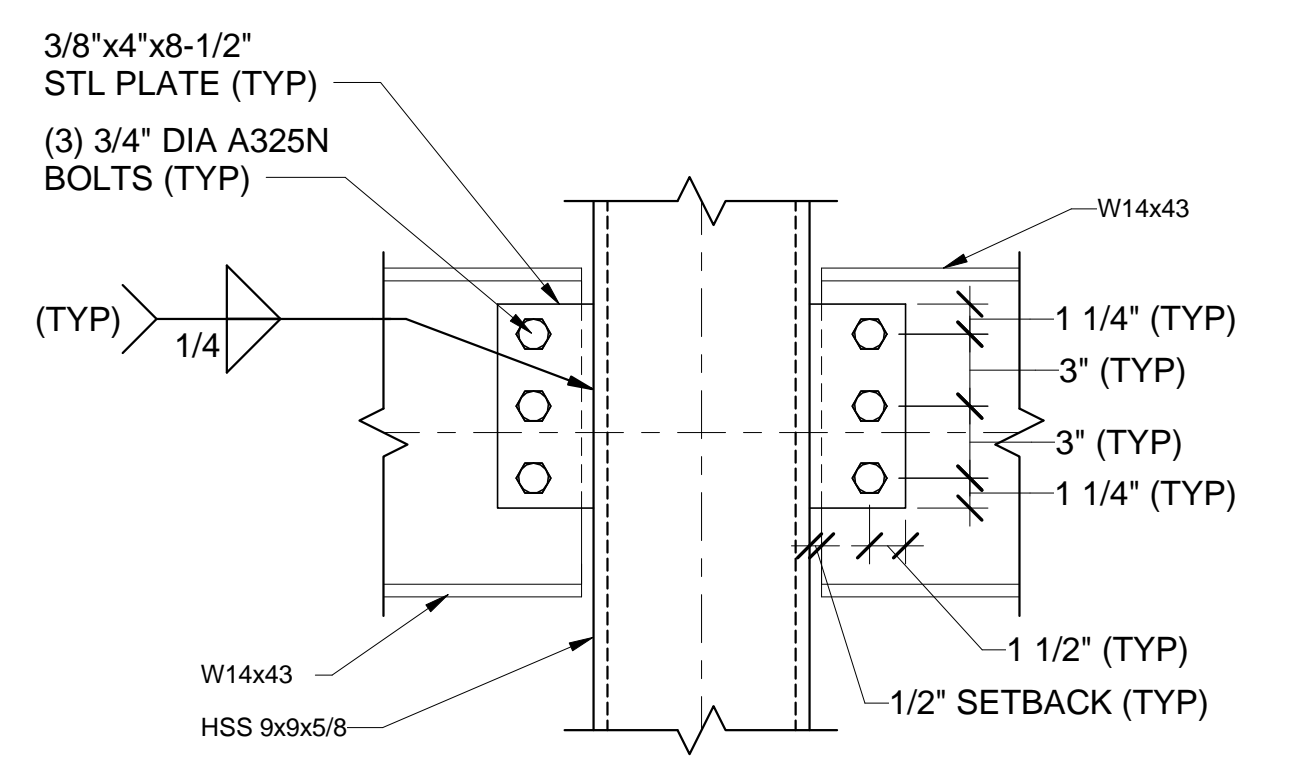 3/8"x4"x8-1/2"
STL PLATE (TYP)
(3) 3/4" DIA A325N
BOLTS (TYP)
W14x43
(TYP)
1/4
1 1/4" (TYP)
3" (TYP)
3" (TYP)
1 1/4" (TYP)
1 1/2" (TYP)
W14x43
1/2" SETBACK (TYP)
HSS 9x9x5/8